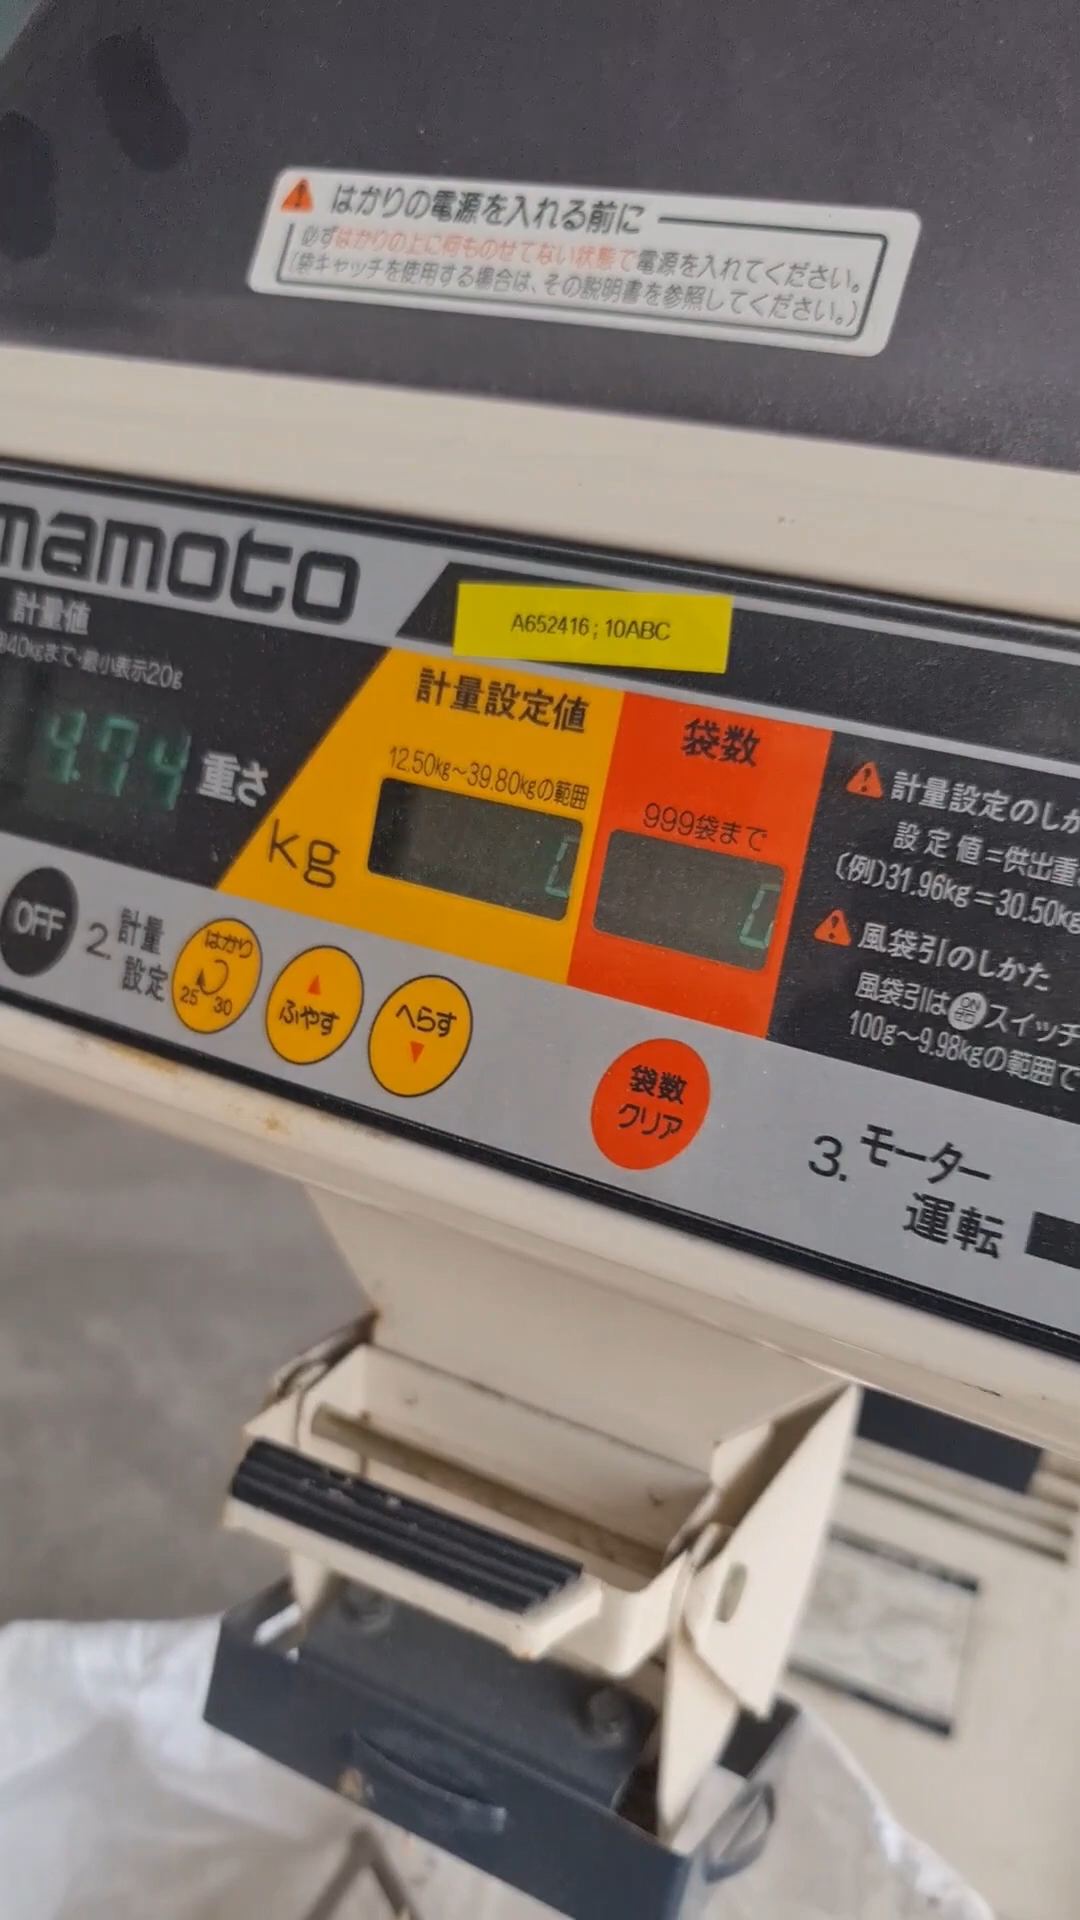 はかりの電源を入れる前に
必ずはかりの上に何ものせてない状態で電源を入れてください。
(袋キャッチを使用する場合は、その説明書を参照してください。)
mamoto
A652416;10ABC
計量値
40kgまで・最小表示20g
4.74 重さ
kg
計量設定値
12.50kg~39.80kgの範囲
0
袋数
999袋まで
0
計量設定のしか
設定値=供出重
(例)31.96kg=30.50kg
風袋引のしかた
風袋引は ON ゼロ スイッチ
100g~9.98kgの範囲で
OFF
2. 計量設定
はかり
25 30
ふやす
へらす
袋数
クリア
3. モーター
運転